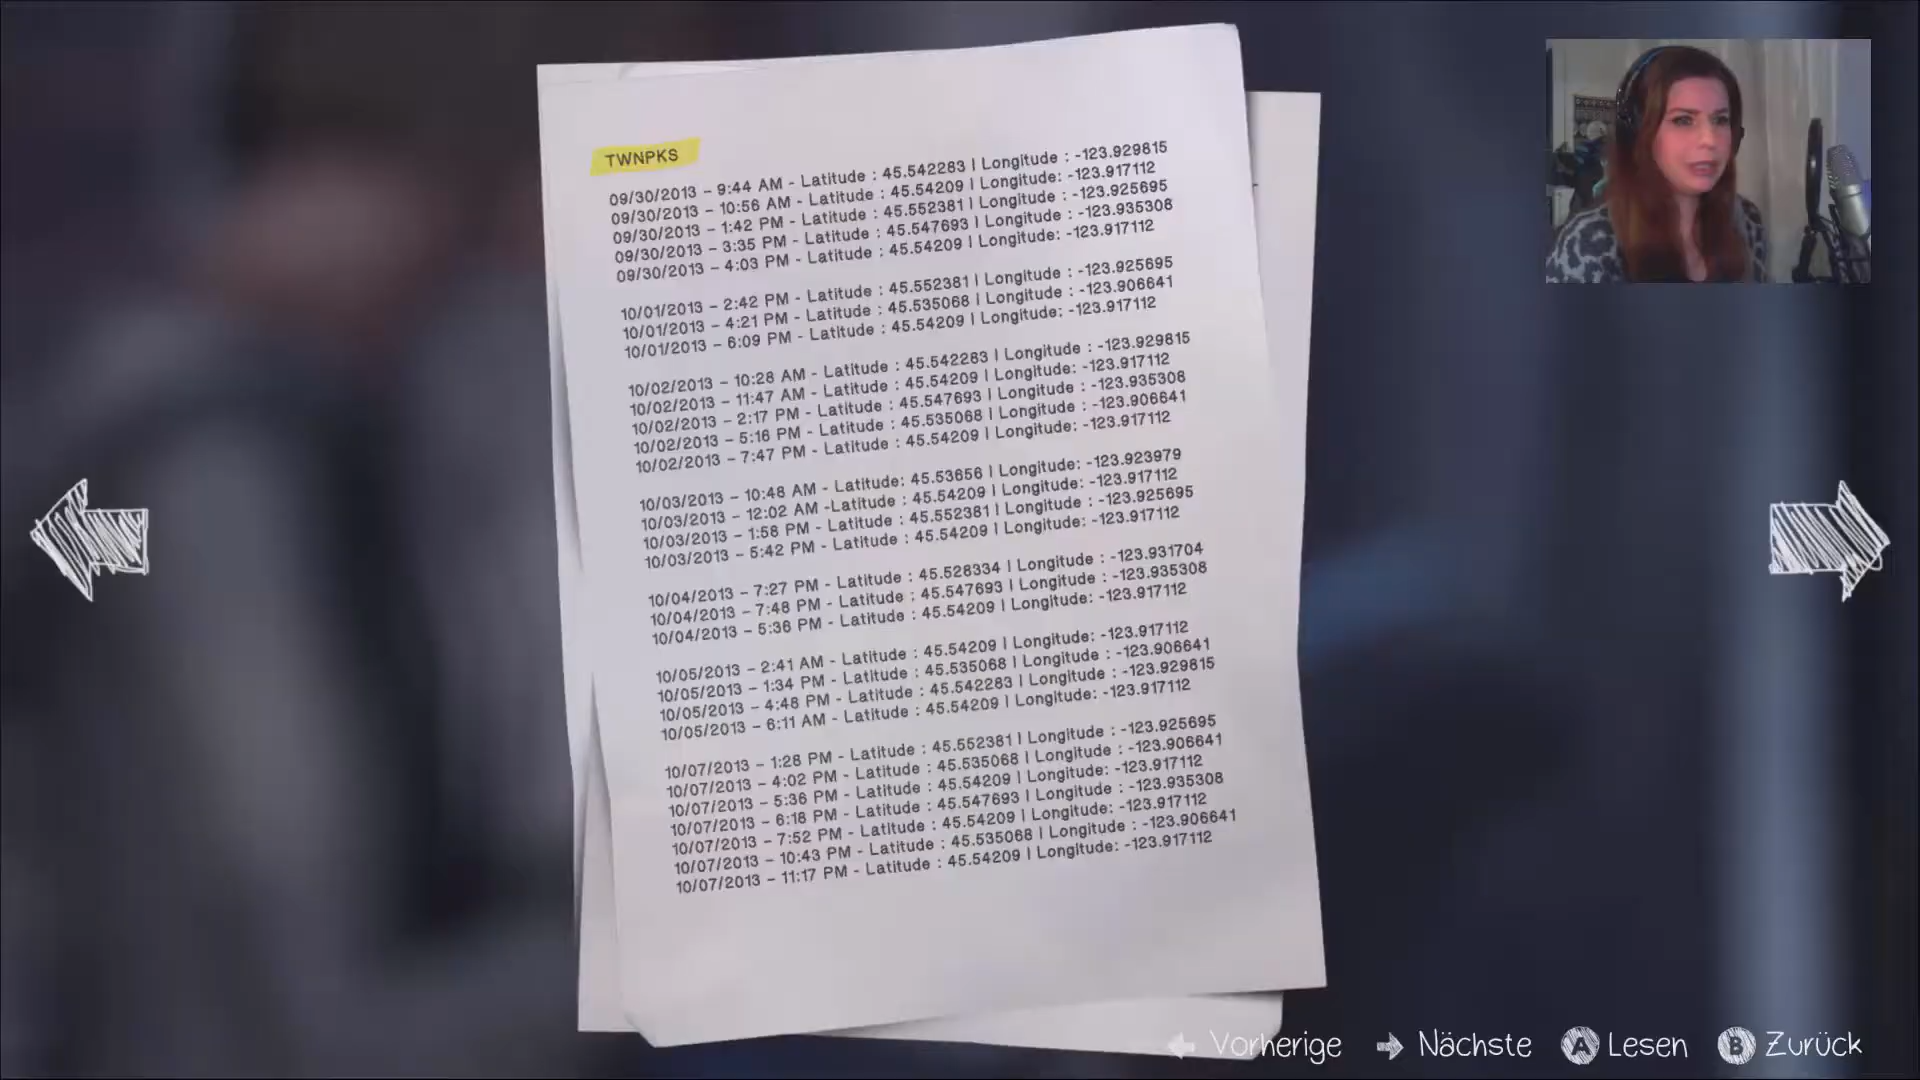 TWNPKS
09/30/2013 - 9:44 AM - Latitude : 45.542283 | Longitude : -123.929815
09/30/2013 - 10:56 AM - Latitude : 45.54209 | Longitude: -123.917112
09/30/2013 - 1:42 PM - Latitude : 45.552381 | Longitude : -123.925695
09/30/2013 - 3:35 PM - Latitude : 45.547693 | Longitude : -123.935308
09/30/2013 - 4:03 PM - Latitude : 45.54209 | Longitude: -123.917112
10/01/2013 - 2:42 PM - Latitude : 45.552381 | Longitude : -123.925695
10/01/2013 - 4:21 PM - Latitude : 45.535068 | Longitude : -123.906641
10/01/2013 - 6:09 PM - Latitude : 45.54209 | Longitude: -123.917112
10/02/2013 - 10:28 AM - Latitude : 45.542283 | Longitude : -123.929815
10/02/2013 - 11:47 AM - Latitude : 45.54209 | Longitude: -123.917112
10/02/2013 - 2:17 PM - Latitude : 45.547693 | Longitude : -123.935308
10/02/2013 - 5:16 PM - Latitude : 45.535068 | Longitude : -123.906641
10/02/2013 - 7:47 PM - Latitude : 45.54209 | Longitude: -123.917112
10/03/2013 - 10:48 AM - Latitude: 45.53656 | Longitude: -123.923979
10/03/2013 - 12:02 AM -Latitude : 45.54209 | Longitude: -123.917112
10/03/2013 - 1:58 PM - Latitude : 45.552381 | Longitude : -123.925695
10/03/2013 - 5:42 PM - Latitude : 45.54209 | Longitude: -123.917112
10/04/2013 - 7:27 PM - Latitude : 45.528334 | Longitude : -123.931704
10/04/2013 - 7:48 PM - Latitude : 45.547693 | Longitude : -123.935308
10/04/2013 - 5:36 PM - Latitude : 45.54209 | Longitude: -123.917112
10/05/2013 - 2:41 AM - Latitude : 45.54209 | Longitude: -123.917112
10/05/2013 - 1:34 PM - Latitude : 45.535068 | Longitude : -123.906641
10/05/2013 - 4:48 PM - Latitude : 45.542283 | Longitude : -123.929815
10/05/2013 - 6:11 AM - Latitude : 45.54209 | Longitude: -123.917112
10/07/2013 - 1:28 PM - Latitude : 45.552381 | Longitude : -123.925695
10/07/2013 - 4:02 PM - Latitude : 45.535068 | Longitude : -123.906641
10/07/2013 - 5:36 PM - Latitude : 45.54209 | Longitude: -123.917112
10/07/2013 - 6:18 PM - Latitude : 45.547693 | Longitude : -123.935308
10/07/2013 - 7:52 PM - Latitude : 45.54209 | Longitude: -123.917112
10/07/2013 - 10:43 PM - Latitude : 45.535068 | Longitude : -123.906641
10/07/2013 - 11:17 PM - Latitude : 45.54209 | Longitude: -123.917112
Vorherige Nächste A Lesen B Zurück